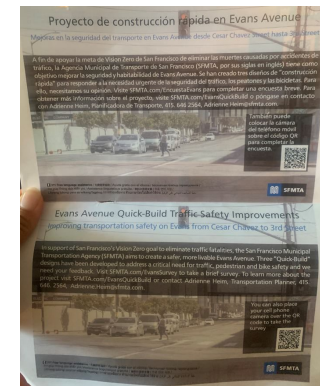 Proyecto de construcción rápida en Evans Avenue
Mejoras en la seguridad del transporte en Evans Avenue desde Cesar Chavez Street hasta 3rd Street
A fin de apoyar la meta de Visión Zero de San Francisco de eliminar las muertes causadas por accidentes de
tráfico, la Agencia Municipal de Transporte de San Francisco (SFMTA, por sus siglas en inglés) tiene como
objetivo mejorar la seguridad y habitabilidad de Evans Avenue. Se han creado tres diseños de "construcción
rápida" para responder a la necesidad urgente de la seguridad del tráfico, los peatones y las bicicletas. Para
ello, necesitamos su opinión. Visite SFMTA.com/EncuestaEvans para completar una encuesta breve. Para
obtener más información sobre el proyecto, visite SFMTA.com/EvansQuickBuild o póngase en contacto
con Adrienne Heim, Planificadora de Transporte, 415. 646 2564, Adrienne.Heim@sfmta.com.
También puede
colocar la cámara
del teléfono móvil
sobre el código QR
para completar la
encuesta.
SFMTA
Evans Avenue Quick-Build Traffic Safety Improvements
Improving transportation safety on Evans from Cesar Chavez to 3rd Street
In support of San Francisco's Vision Zero goal to eliminate traffic fatalities, the San Francisco Municipal
Transportation Agency (SFMTA) aims to create a safer, more livable Evans Avenue. Three "Quick-Build"
designs have been developed to address a critical need for traffic, pedestrian and bike safety and we
need your feedback. Visit SFMTA.com/EvansSurvey to take a brief survey. To learn more about the
project visit SFMTA.com/EvansQuickBuild or contact Adrienne Heim, Transportation Planner, 415.
646 2564, Adrienne.Heim@sfmta.com.
You can also place
your cell phone
camera over the QR
code to take the
survey
SFMTA